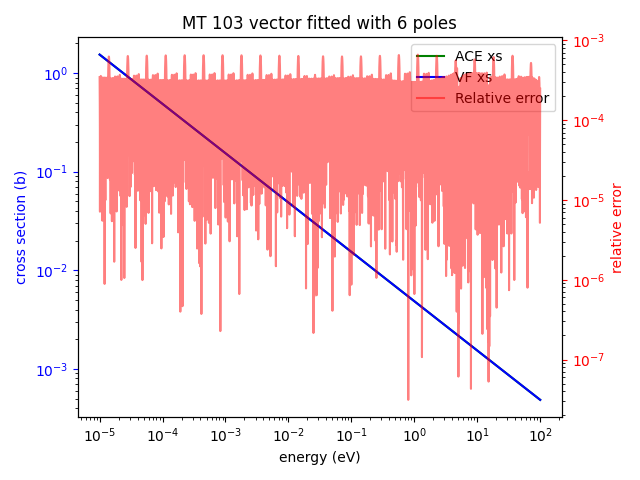 MT 103 vector fitted with 6 poles
ACE xs
VF xs
Relative error
cross section (b)
10⁰
10⁻¹
10⁻²
10⁻³
relative error
10⁻³
10⁻⁴
10⁻⁵
10⁻⁶
10⁻⁷
10⁻⁵ 10⁻⁴ 10⁻³ 10⁻² 10⁻¹ 10⁰ 10¹ 10²
energy (eV)